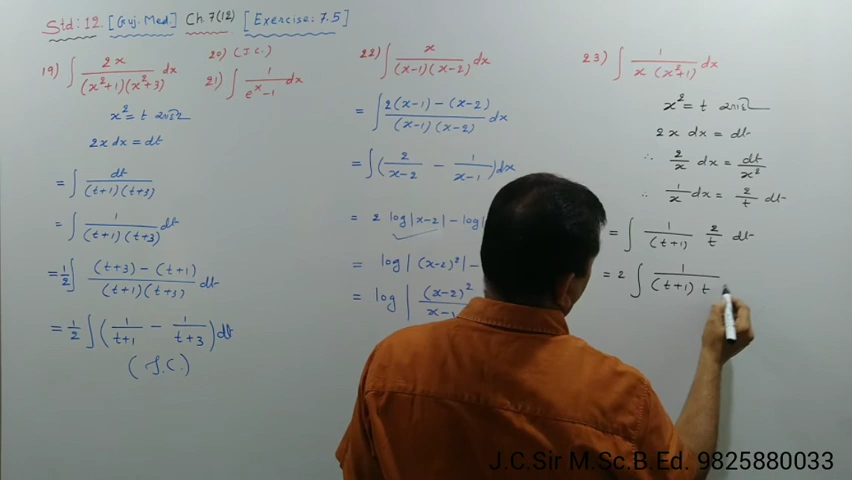 Std: 12. [Guj. Med.] Ch. 7(12) [Exercise: 7.5]
19) ∫ 2x / (x²+1)(x²+3) dx
x² = t
2x dx = dt
= ∫ dt / (t+1)(t+3)
= ∫ 1 / (t+1)(t+3) dt
= 1/2 ∫ (t+3) - (t+1) / (t+1)(t+3) dt
= 1/2 ∫ ( 1/(t+1) - 1/(t+3) ) dt
(J.C.)
20) (J.C.)
21) ∫ 1 / (e^x - 1) dx
22) ∫ x / (x-1)(x-2) dx
= ∫ 2(x-1) - (x-2) / (x-1)(x-2) dx
= ∫ ( 2/(x-2) - 1/(x-1) ) dx
= 2 log|x-2| - log|
= log| (x-2)² | -
= log | (x-2)² / x-1
23) ∫ 1 / x (x²+1) dx
x² = t
2x dx = dt
∴ 2/x dx = dt/x²
∴ 1/x dx = 2/t dt
= ∫ 1/(t+1) 2/t dt
= 2 ∫ 1 / (t+1) t
J.C.Sir M.Sc.B.Ed. 9825880033